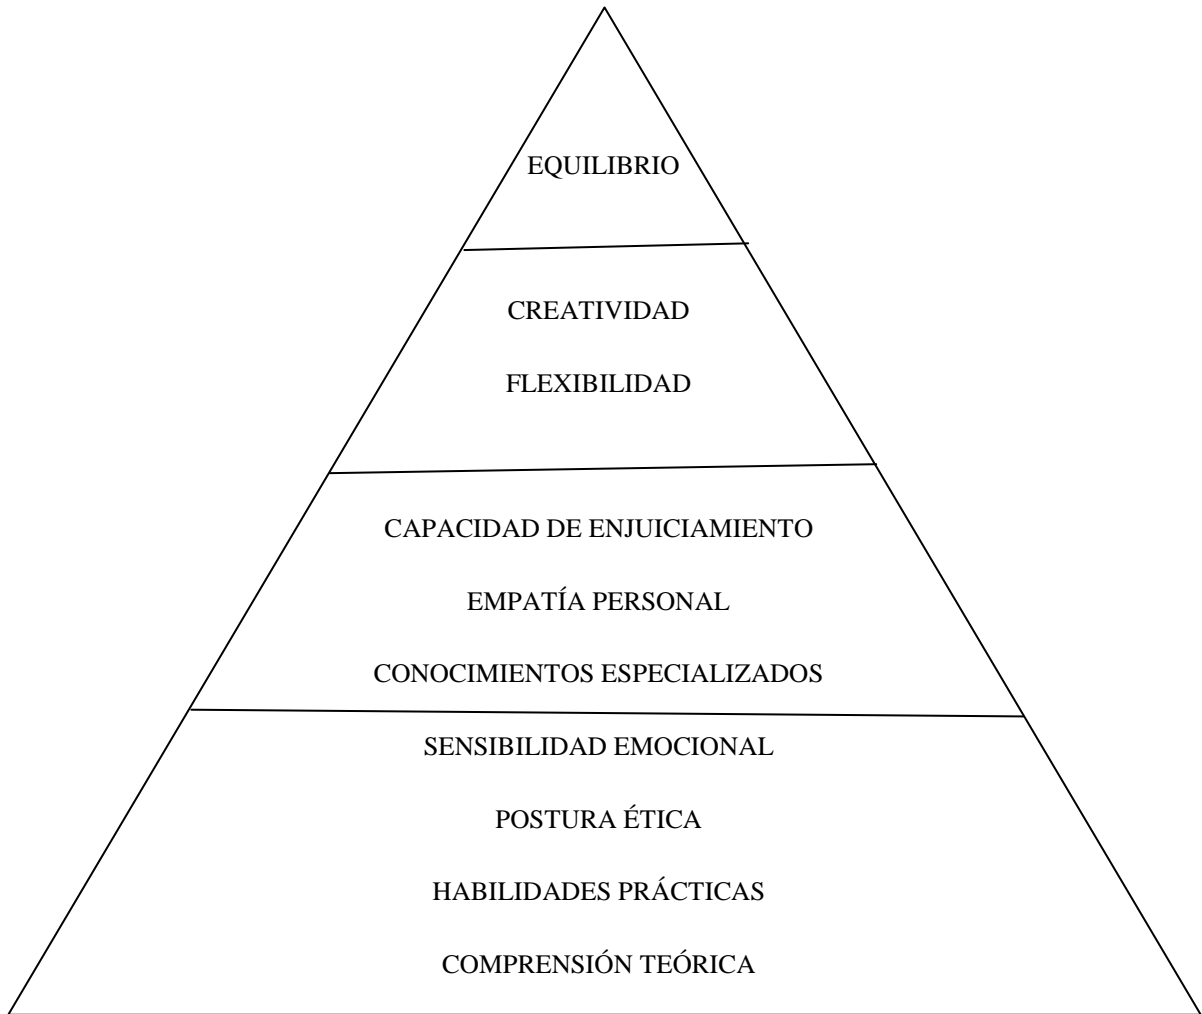 EQUILIBRIO
CREATIVIDAD
FLEXIBILIDAD
CAPACIDAD DE ENJUICIAMIENTO
EMPATÍA PERSONAL
CONOCIMIENTOS ESPECIALIZADOS
SENSIBILIDAD EMOCIONAL
POSTURA ÉTICA
HABILIDADES PRÁCTICAS
COMPRENSIÓN TEÓRICA